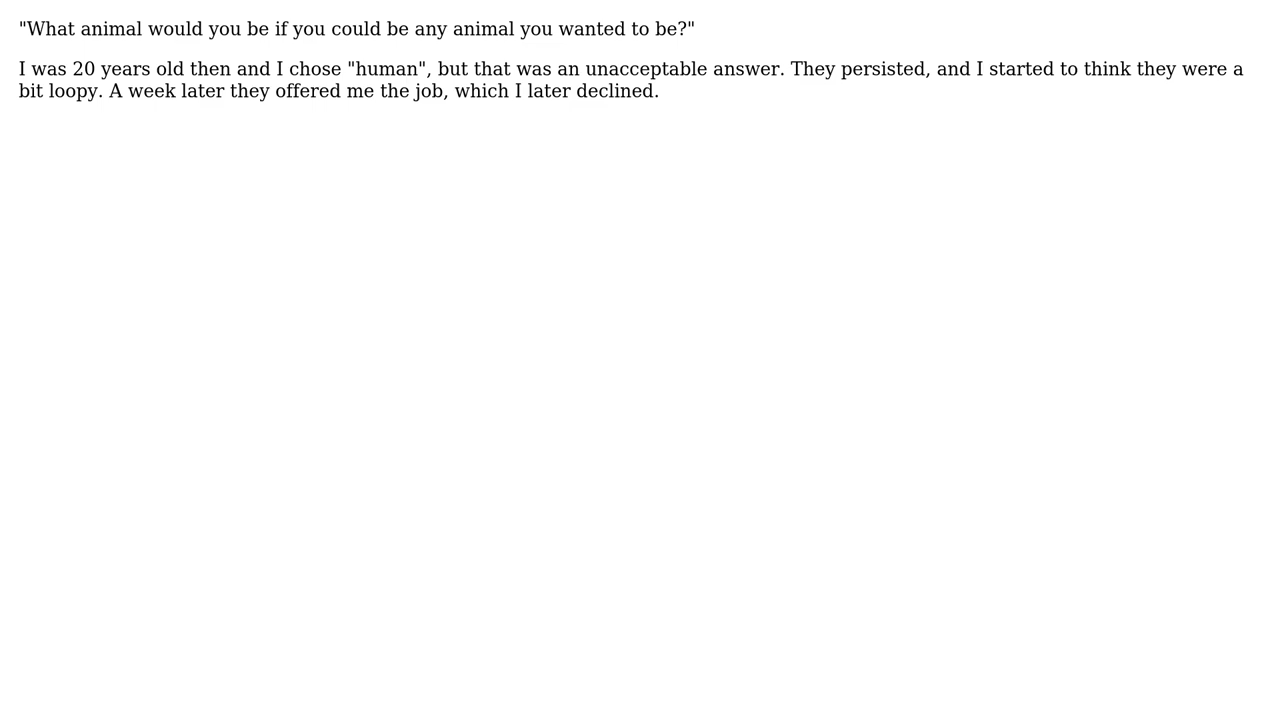 "What animal would you be if you could be any animal you wanted to be?"
I was 20 years old then and I chose "human", but that was an unacceptable answer. They persisted, and I started to think they were a
bit loopy. A week later they offered me the job, which I later declined.